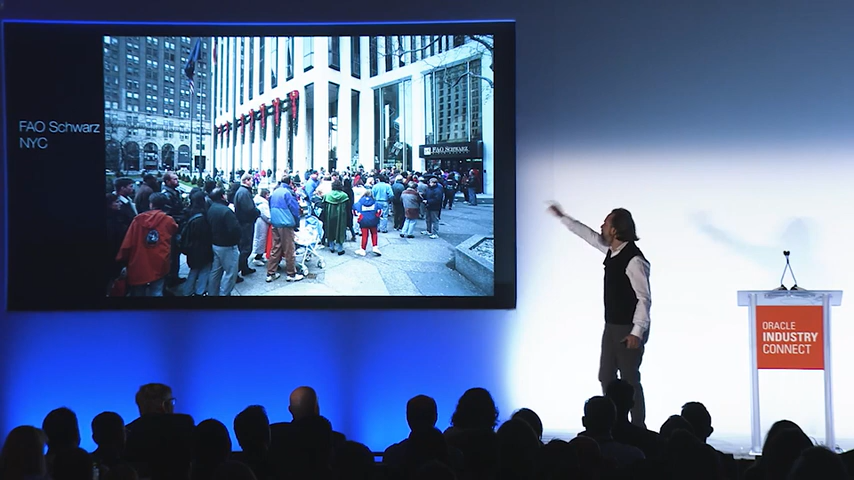 FAO Schwarz
NYC
FAO SCHWARZ
ORACLE
INDUSTRY
CONNECT